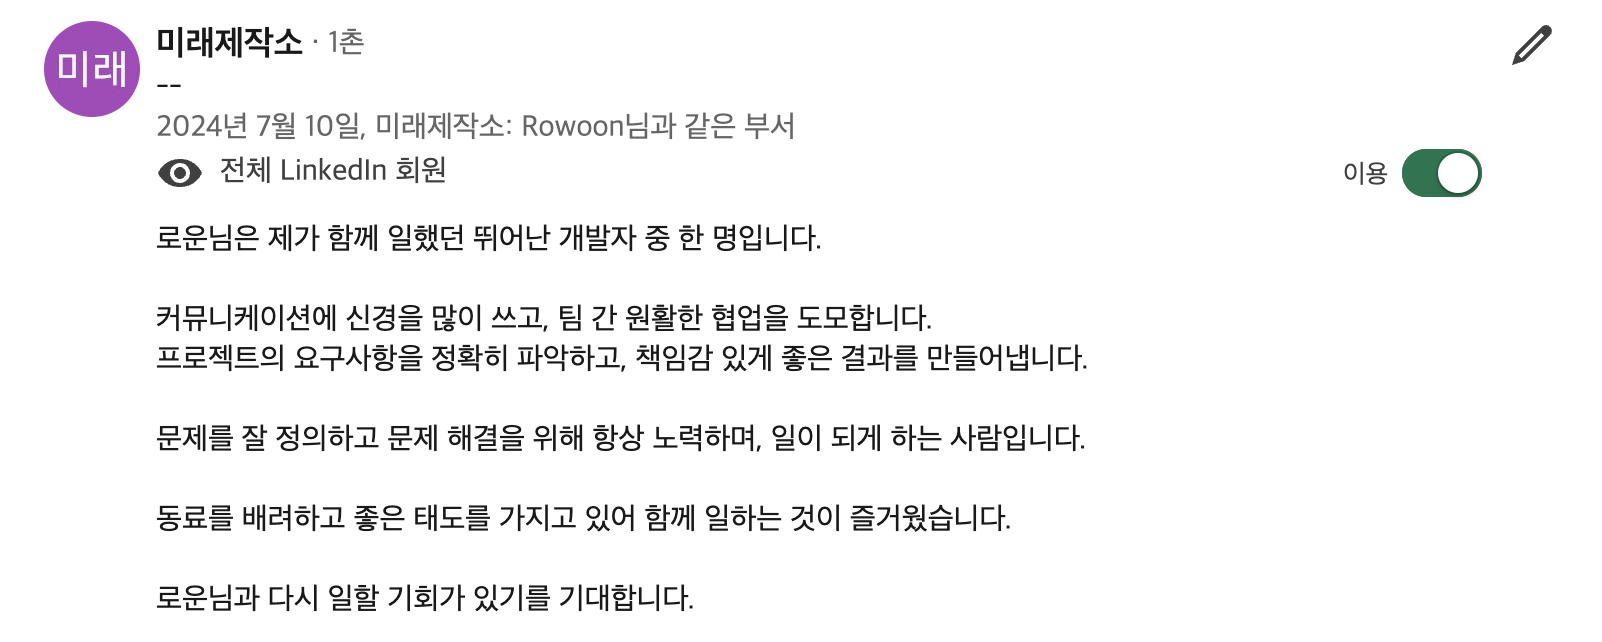 미래
미래제작소 · 1촌
--
2024년 7월 10일, 미래제작소: Rowoon님과 같은 부서
전체 LinkedIn 회원
이용
로운님은 제가 함께 일했던 뛰어난 개발자 중 한 명입니다.
커뮤니케이션에 신경을 많이 쓰고, 팀 간 원활한 협업을 도모합니다.
프로젝트의 요구사항을 정확히 파악하고, 책임감 있게 좋은 결과를 만들어냅니다.
문제를 잘 정의하고 문제 해결을 위해 항상 노력하며, 일이 되게 하는 사람입니다.
동료를 배려하고 좋은 태도를 가지고 있어 함께 일하는 것이 즐거웠습니다.
로운님과 다시 일할 기회가 있기를 기대합니다.